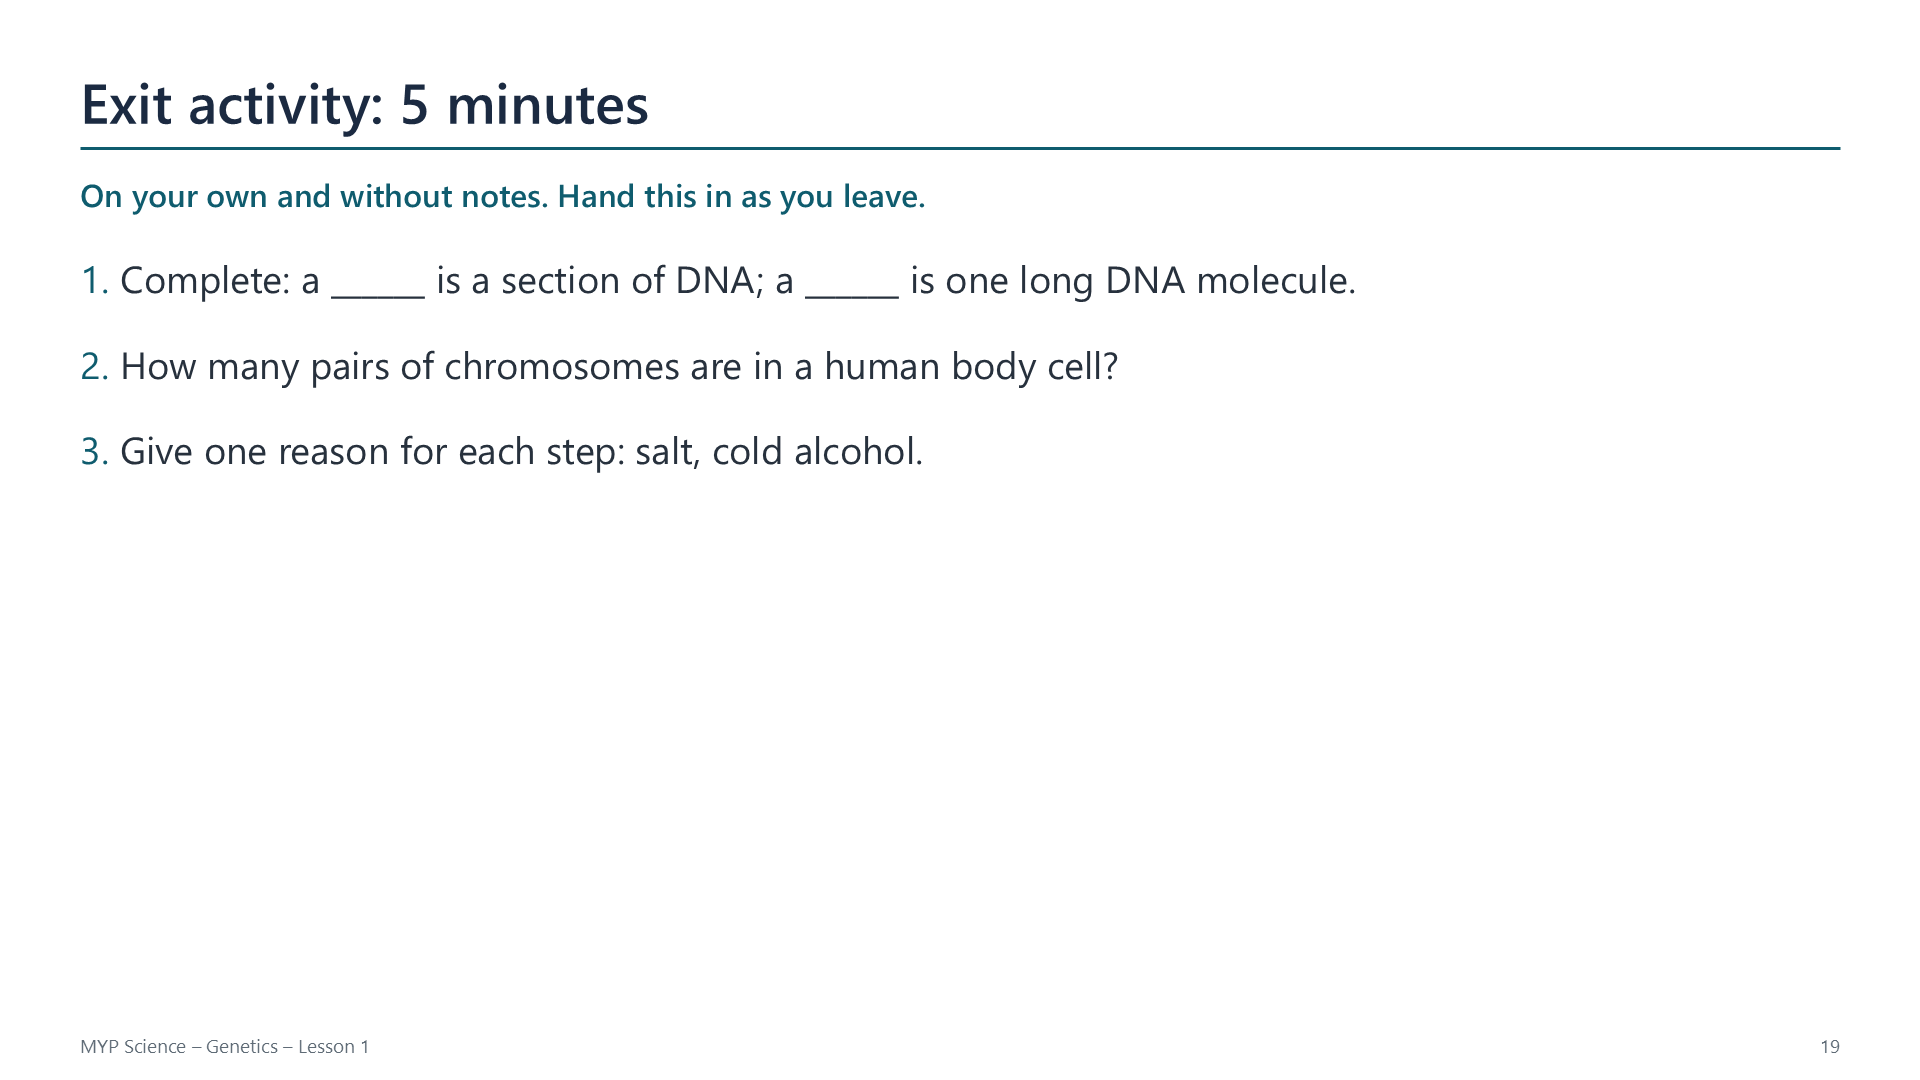 Exit activity: 5 minutes
On your own and without notes. Hand this in as you leave.
1. Complete: a ______ is a section of DNA; a ______ is one long DNA molecule.
2. How many pairs of chromosomes are in a human body cell?
3. Give one reason for each step: salt, cold alcohol.
MYP Science – Genetics – Lesson 1
19